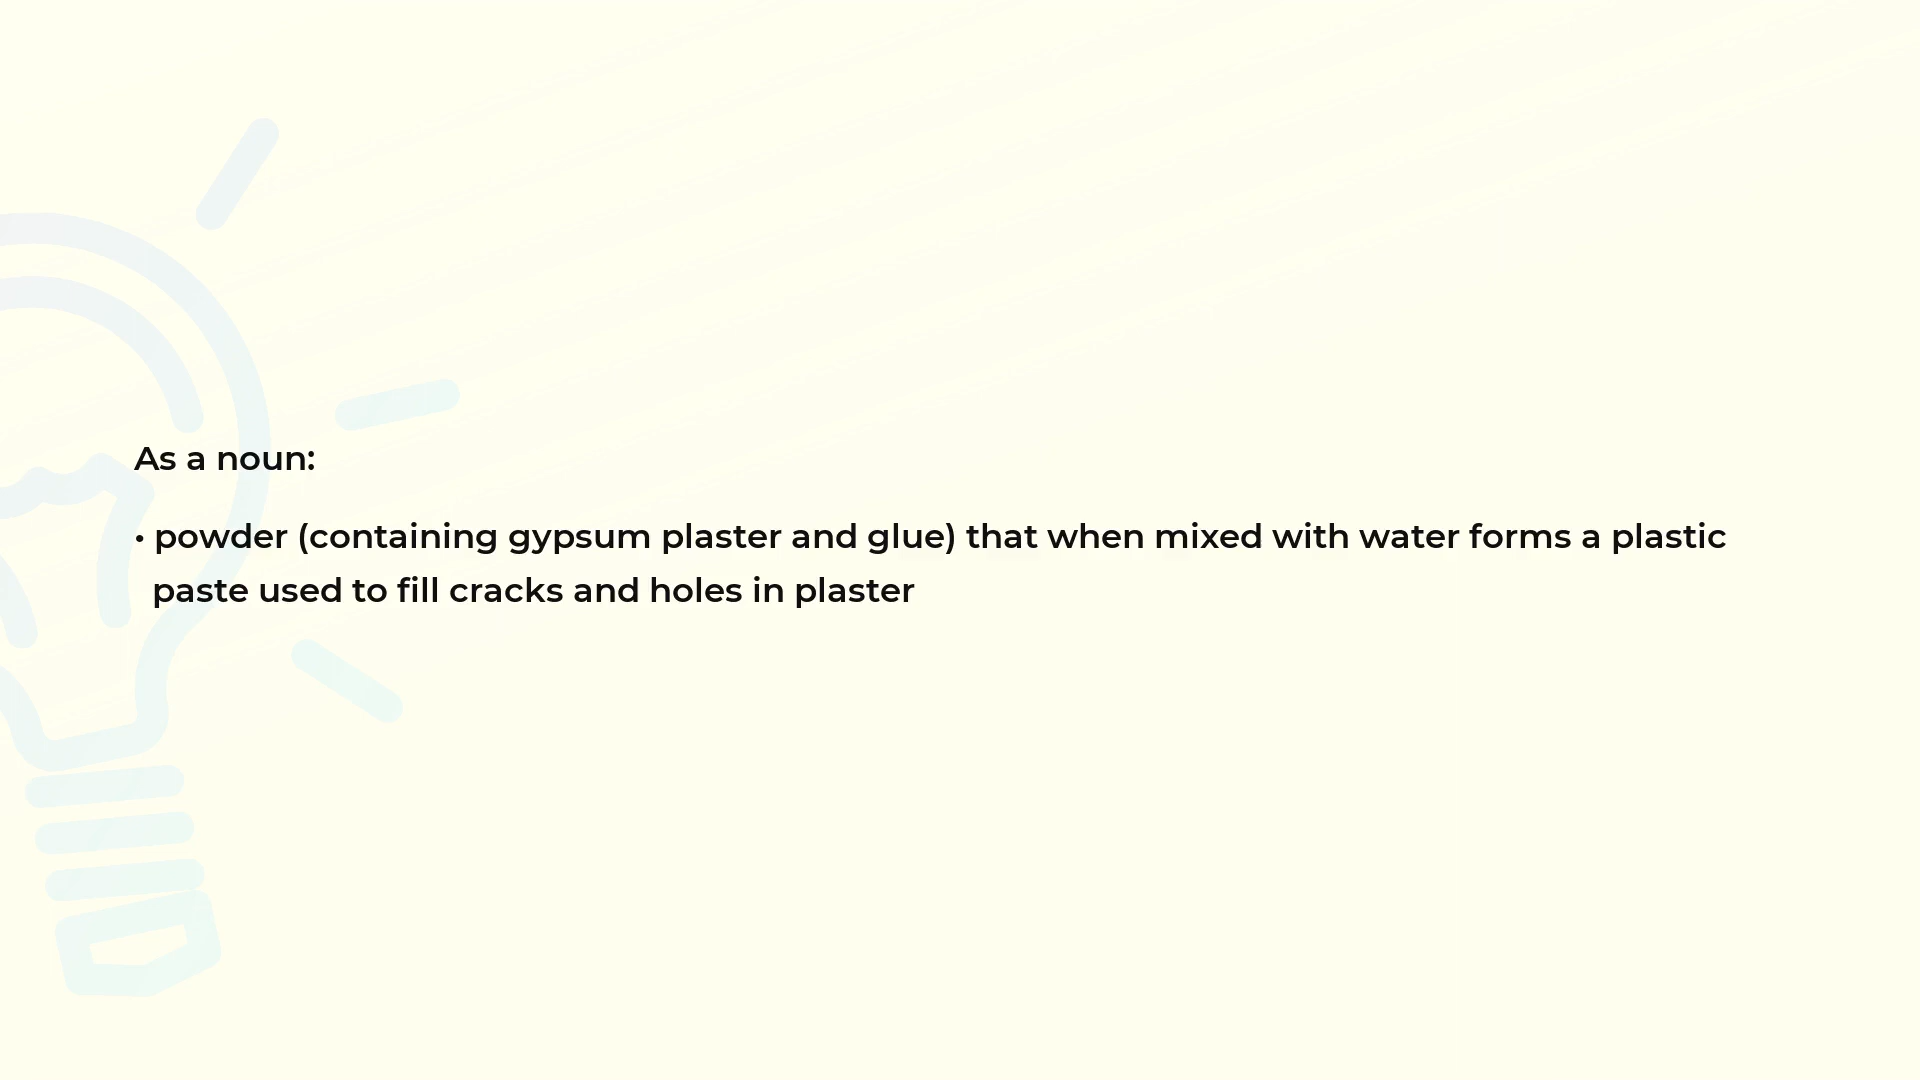 As a noun:
• powder (containing gypsum plaster and glue) that when mixed with water forms a plastic
paste used to fill cracks and holes in plaster